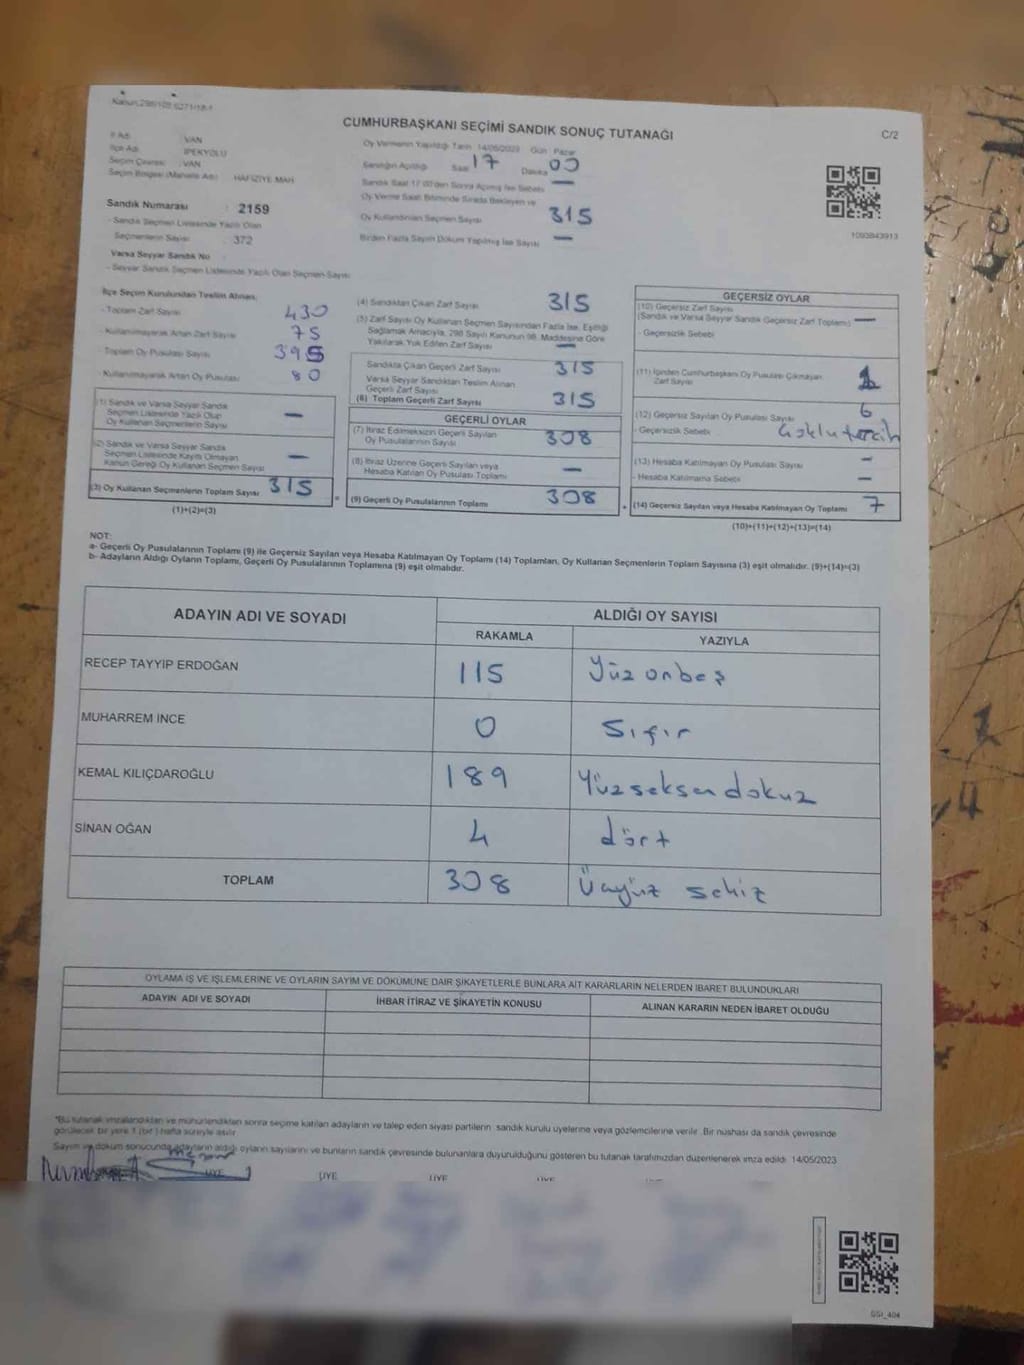 Kanun:298/105,6271/18-1
CUMHURBAŞKANI SEÇİMİ SANDIK SONUÇ TUTANAĞI
C/2
İl Adı : VAN
İlçe Adı : İPEKYOLU
Seçim Çevresi : VAN
Seçim Bölgesi (Mahalle Adı) : HAFIZİYE MAH
Sandık Numarası : 2159
- Sandık Seçmen Listesinde Yazılı Olan
Seçmenlerin Sayısı : 372
Varsa Seyyar Sandık No
- Seyyar Sandık Seçmen Listesinde Yazılı Olan Seçmen Sayısı
Oy Vermenin Yapıldığı Tarih 14/05/2023 Gün : Pazar
Sandığın Açıldığı Saat 17 Dakika 00
Sandık Saat 17.00'den Sonra Açılmış İse Sebebi —
Oy Verme Saati Bitiminde Sırada Bekleyen ve
Oy Kullandırılan Seçmen Sayısı 315
Birden Fazla Sayım Döküm Yapılmış İse Sayısı —
1093843913
İlçe Seçim Kurulundan Teslim Alınan;
- Toplam Zarf Sayısı 430
- Kullanılmayarak Artan Zarf Sayısı 75
- Toplam Oy Pusulası Sayısı 395
- Kullanılmayarak Artan Oy Pusulası 80
(1) Sandık ve Varsa Seyyar Sandık
Seçmen Listesinde Yazılı Olup
Oy Kullanan Seçmenlerin Sayısı —
(2) Sandık ve Varsa Seyyar Sandık
Seçmen Listesinde Kayıtlı Olmayan
Kanun Gereği Oy Kullanan Seçmen Sayısı —
(3) Oy Kullanan Seçmenlerin Toplam Sayısı 315
(1)+(2)=(3)
(4) Sandıktan Çıkan Zarf Sayısı 315
(5) Zarf Sayısı Oy Kullanan Seçmen Sayısından Fazla İse, Eşitliği
Sağlamak Amacıyla, 298 Sayılı Kanunun 98. Maddesine Göre
Yakılarak Yok Edilen Zarf Sayısı —
Sandıkta Çıkan Geçerli Zarf Sayısı 315
Varsa Seyyar Sandıktan Teslim Alınan
Geçerli Zarf Sayısı
(6) Toplam Geçerli Zarf Sayısı 315
GEÇERLİ OYLAR
(7) İtiraz Edilmeksizin Geçerli Sayılan
Oy Pusulalarının Sayısı 308
(8) İtiraz Üzerine Geçerli Sayılan veya
Hesaba Katılan Oy Pusulası Toplamı —
(9) Geçerli Oy Pusulalarının Toplamı 308
GEÇERSİZ OYLAR
(10) Geçersiz Zarf Sayısı
(Sandık ve Varsa Seyyar Sandık Geçersiz Zarf Toplamı) —
- Geçersizlik Sebebi
(11) İçinden Cumhurbaşkanı Oy Pusulası Çıkmayan
Zarf Sayısı 1
(12) Geçersiz Sayılan Oy Pusulası Sayısı 6
- Geçersizlik Sebebi Çoklu tercih
(13) Hesaba Katılmayan Oy Pusulası Sayısı —
- Hesaba Katılmama Sebebi —
(14) Geçersiz Sayılan veya Hesaba Katılmayan Oy Toplamı 7
(10)+(11)+(12)+(13)=(14)
NOT:
a- Geçerli Oy Pusulalarının Toplamı (9) ile Geçersiz Sayılan veya Hesaba Katılmayan Oy Toplamı (14) Toplamları, Oy Kullanan Seçmenlerin Toplam Sayısına (3) eşit olmalıdır. (9)+(14)=(3)
b- Adayların Aldığı Oyların Toplamı, Geçerli Oy Pusulalarının Toplamına (9) eşit olmalıdır.
ADAYIN ADI VE SOYADI
ALDIĞI OY SAYISI
RAKAMLA YAZIYLA
RECEP TAYYİP ERDOĞAN 115 Yüz onbeş
MUHARREM İNCE 0 Sıfır
KEMAL KILIÇDAROĞLU 189 Yüzseksendokuz
SİNAN OĞAN 4 dört
TOPLAM 308 Üçyüz sekiz
OYLAMA İŞ VE İŞLEMLERİNE VE OYLARIN SAYIM VE DÖKÜMÜNE DAİR ŞİKAYETLERLE BUNLARA AİT KARARLARIN NELERDEN İBARET BULUNDUKLARI
ADAYIN ADI VE SOYADI İHBAR İTİRAZ VE ŞİKAYETİN KONUSU ALINAN KARARIN NEDEN İBARET OLDUĞU
*Bu tutanak imzalandıktan ve mühürlendikten sonra seçime katılan adayların ve talep eden siyasi partilerin sandık kurulu üyelerine veya gözlemcilerine verilir. Bir nüshası da sandık çevresinde
görülecek bir yere 1 (bir) hafta süreyle asılır.
Sayım ve döküm sonucunda adayların aldığı oyların sayılarını ve bunların sandık çevresinde bulunanlara duyurulduğunu gösteren bu tutanak tarafımızdan düzenlenerek imza edildi. 14/05/2023
ÜYE ÜYE ÜYE ÜYE
GSI_404